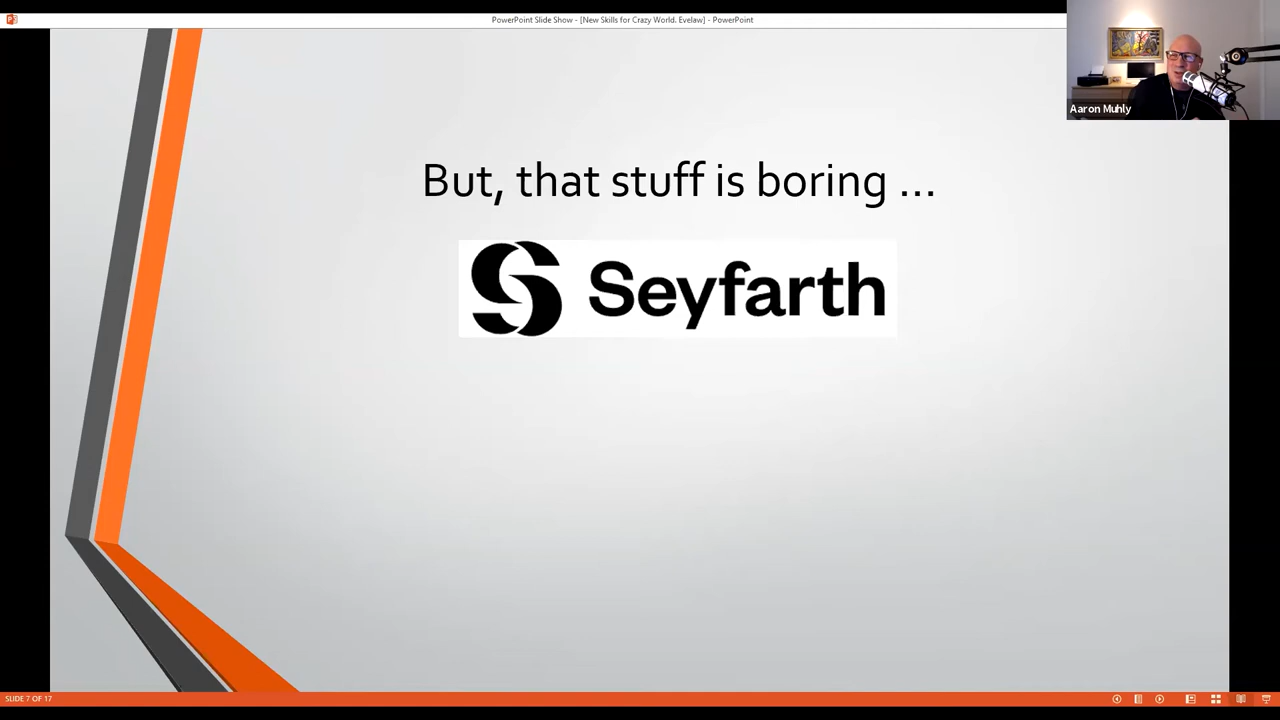 PowerPoint Slide Show - [New Skills for Crazy World. Evelaw] - PowerPoint
Aaron Muhly
But, that stuff is boring ...
Seyfarth
SLIDE 7 OF 17